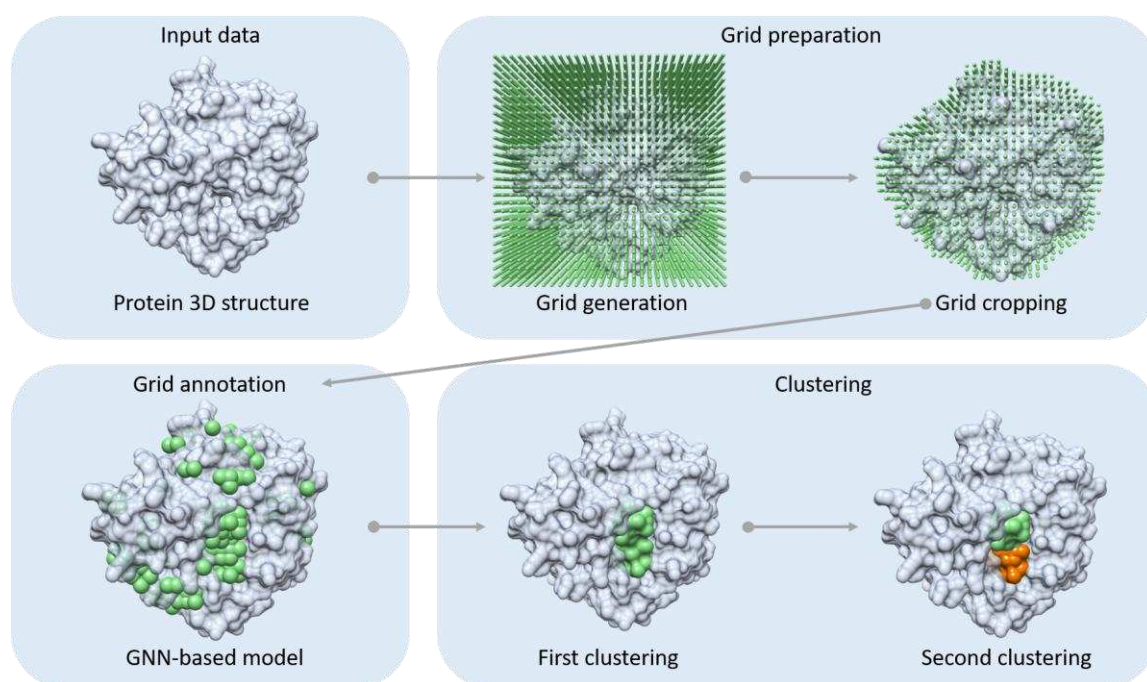 Input data
Protein 3D structure
Grid preparation
Grid generation
Grid cropping
Grid annotation
GNN-based model
Clustering
First clustering
Second clustering